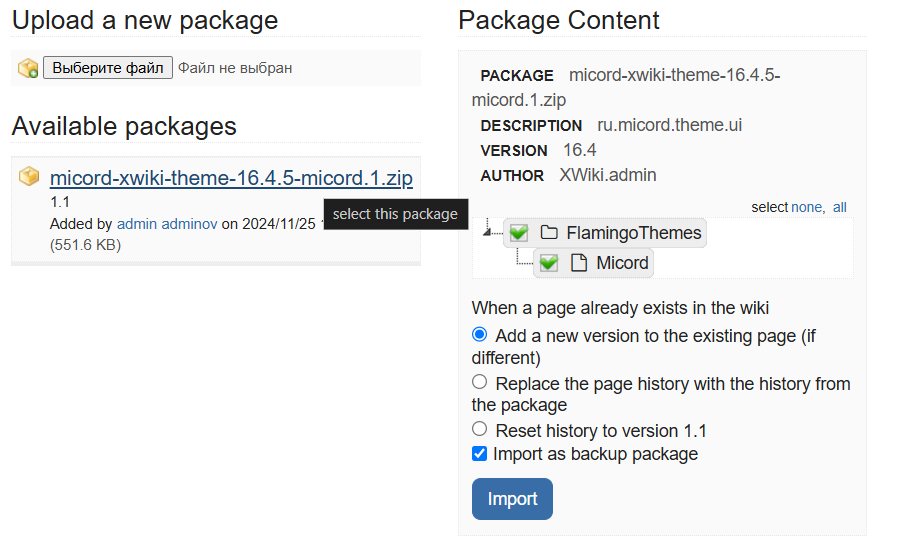 Upload a new package
Выберите файл Файл не выбран
Available packages
micord-xwiki-theme-16.4.5-micord.1.zip
1.1
Added by admin adminov on 2024/11/25
(551.6 KB)
select this package
Package Content
PACKAGE micord-xwiki-theme-16.4.5-
micord.1.zip
DESCRIPTION ru.micord.theme.ui
VERSION 16.4
AUTHOR XWiki.admin
select none, all
FlamingoThemes
Micord
When a page already exists in the wiki
Add a new version to the existing page (if
different)
Replace the page history with the history from
the package
Reset history to version 1.1
Import as backup package
Import